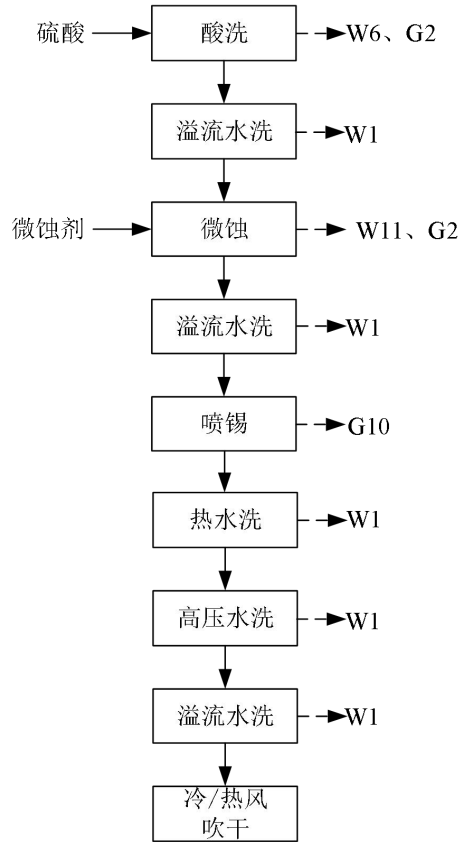 硫酸 酸洗 W6、G2
溢流水洗 W1
微蚀剂 微蚀 W11、G2
溢流水洗 W1
喷锡 G10
热水洗 W1
高压水洗 W1
溢流水洗 W1
冷/热风
吹干